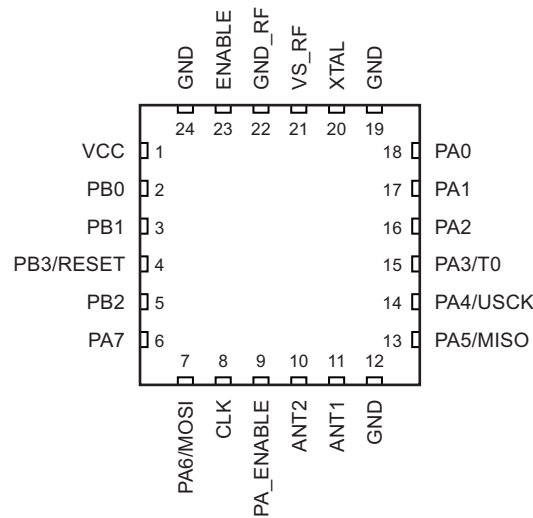 GND
ENABLE
GND_RF
VS_RF
XTAL
GND
24 23 22 21 20 19
VCC 1 18 PA0
PB0 2 17 PA1
PB1 3 16 PA2
PB3/RESET 4 15 PA3/T0
PB2 5 14 PA4/USCK
PA7 6 13 PA5/MISO
7 8 9 10 11 12
PA6/MOSI
CLK
PA_ENABLE
ANT2
ANT1
GND